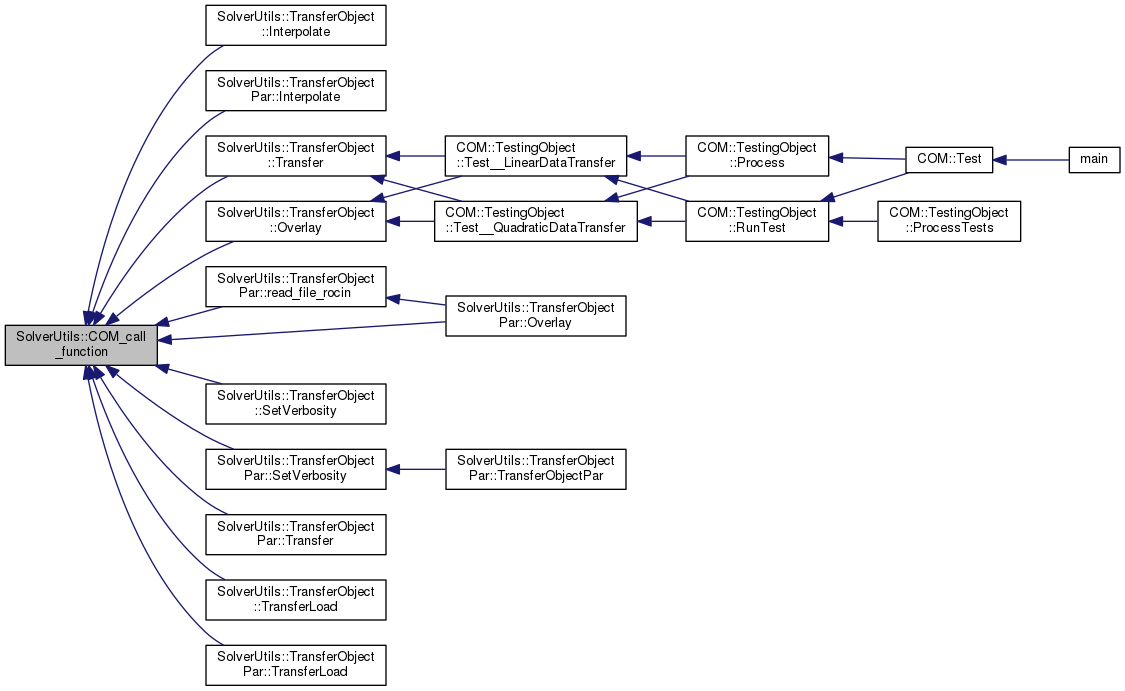 SolverUtils::TransferObject
::Interpolate
SolverUtils::TransferObject
Par::Interpolate
SolverUtils::TransferObject
::Transfer
COM::TestingObject
::Test__LinearDataTransfer
COM::TestingObject
::Process
COM::Test
main
SolverUtils::TransferObject
::Overlay
COM::TestingObject
::Test__QuadraticDataTransfer
COM::TestingObject
::RunTest
COM::TestingObject
::ProcessTests
SolverUtils::TransferObject
Par::read_file_rocin
SolverUtils::TransferObject
Par::Overlay
SolverUtils::COM_call
_function
SolverUtils::TransferObject
::SetVerbosity
SolverUtils::TransferObject
Par::SetVerbosity
SolverUtils::TransferObject
Par::TransferObjectPar
SolverUtils::TransferObject
Par::Transfer
SolverUtils::TransferObject
::TransferLoad
SolverUtils::TransferObject
Par::TransferLoad